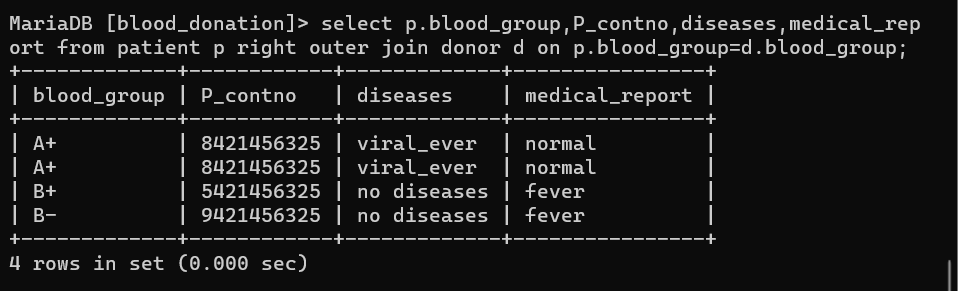 MariaDB [blood_donation]> select p.blood_group,P_contno,diseases,medical_rep
ort from patient p right outer join donor d on p.blood_group=d.blood_group;
+-------------+------------+-------------+----------------+
| blood_group | P_contno   | diseases    | medical_report |
+-------------+------------+-------------+----------------+
| A+          | 8421456325 | viral_ever  | normal         |
| A+          | 8421456325 | viral_ever  | normal         |
| B+          | 5421456325 | no diseases | fever          |
| B-          | 9421456325 | no diseases | fever          |
+-------------+------------+-------------+----------------+
4 rows in set (0.000 sec)